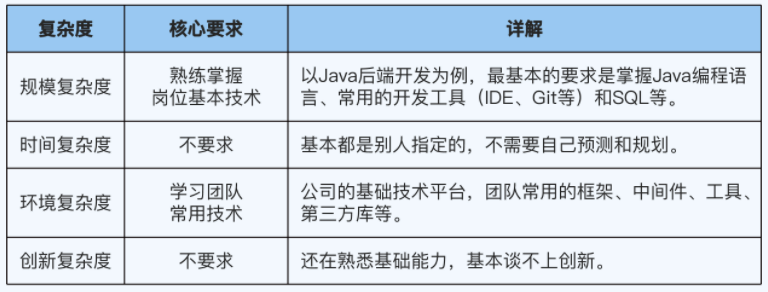 复杂度 核心要求 详解
规模复杂度
熟练掌握
岗位基本技术
以Java后端开发为例，最基本的要求是掌握Java编程语
言、常用的开发工具（IDE、Git等）和SQL等。
时间复杂度 不要求 基本都是别人指定的，不需要自己预测和规划。
环境复杂度
学习团队
常用技术
公司的基础技术平台，团队常用的框架、中间件、工具、
第三方库等。
创新复杂度 不要求 还在熟悉基础能力，基本谈不上创新。